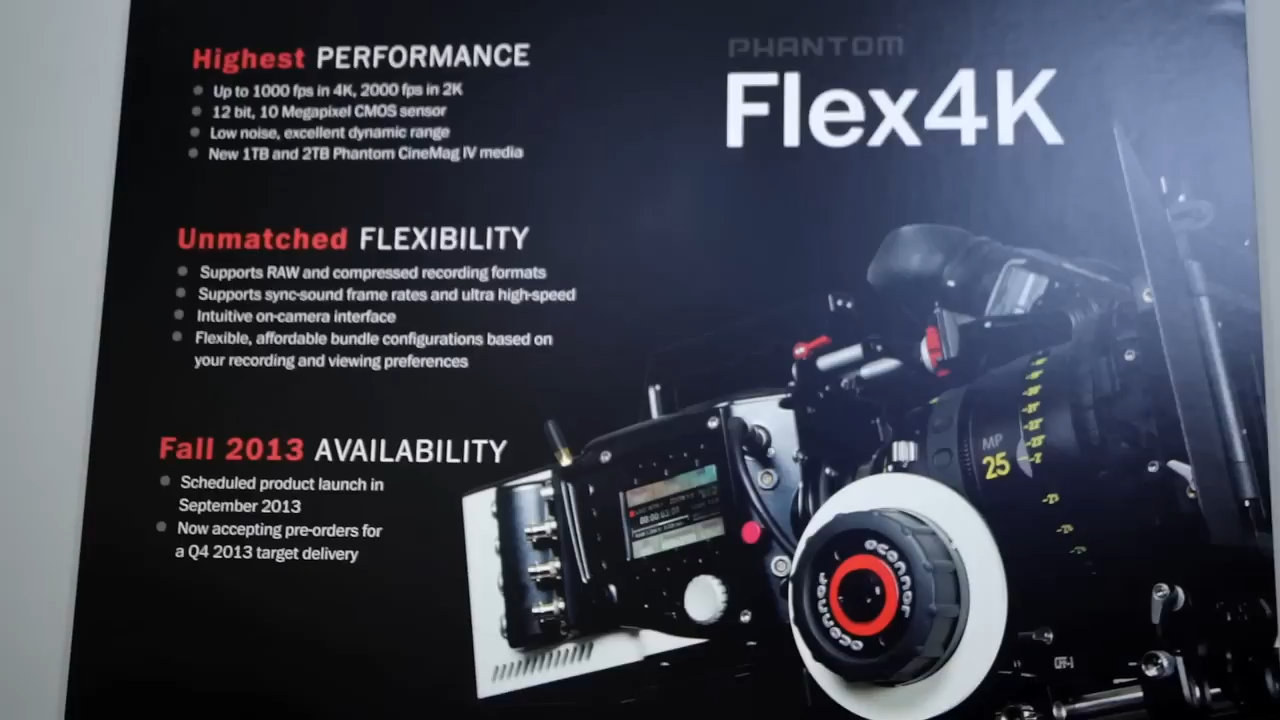 Highest PERFORMANCE
Up to 1000 fps in 4K, 2000 fps in 2K
12 bit, 10 Megapixel CMOS sensor
Low noise, excellent dynamic range
New 1TB and 2TB Phantom CineMag IV media
PHANTOM
Flex4K
Unmatched FLEXIBILITY
Supports RAW and compressed recording formats
Supports sync-sound frame rates and ultra high-speed
Intuitive on-camera interface
Flexible, affordable bundle configurations based on
your recording and viewing preferences
Fall 2013 AVAILABILITY
Scheduled product launch in
September 2013
Now accepting pre-orders for
a Q4 2013 target delivery
MP
25
oconnor
oconnor